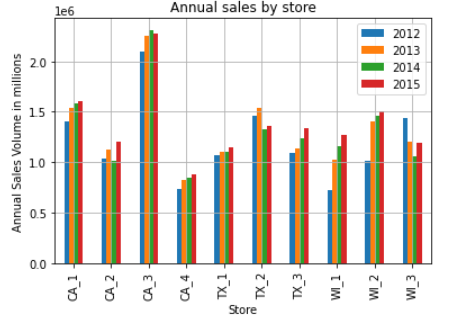 Annual sales by store
1e6
2012
2013
2014
2015
Annual Sales Volume in millions
2.0
1.5
1.0
0.5
0.0
CA_1
CA_2
CA_3
CA_4
TX_1
TX_2
TX_3
WI_1
WI_2
WI_3
Store